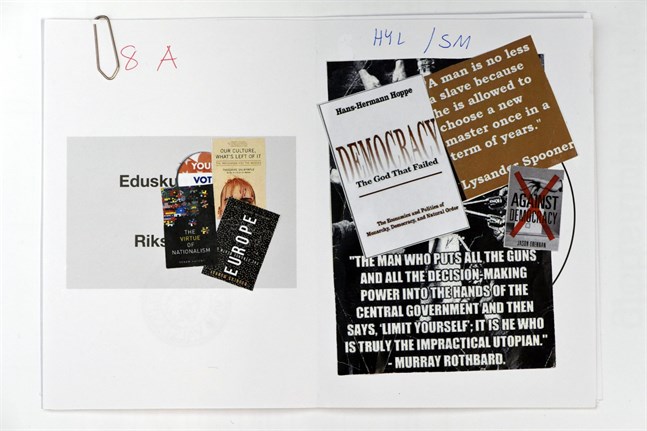 8 A
HYL / SM
Edusku
Riks
YOU
VOT
OUR CULTURE,
WHAT'S LEFT OF IT
THE
VIRTUE
OF
NATIONALISM
EUROPE
Hans-Hermann Hoppe
DEMOCRACY
The God That Failed
The Economics and Politics of
Monarchy, Democracy, and Natural Order
A man is no less
a slave because
he is allowed to
choose a new
master once in a
term of years."
Lysander Spooner
AGAINST
DEMOCRACY
JASON BRENNAN
"THE MAN WHO PUTS ALL THE GUNS
AND ALL THE DECISION-MAKING
POWER INTO THE HANDS OF THE
CENTRAL GOVERNMENT AND THEN
SAYS, 'LIMIT YOURSELF'; IT IS HE WHO
IS TRULY THE IMPRACTICAL UTOPIAN."
- MURRAY ROTHBARD.